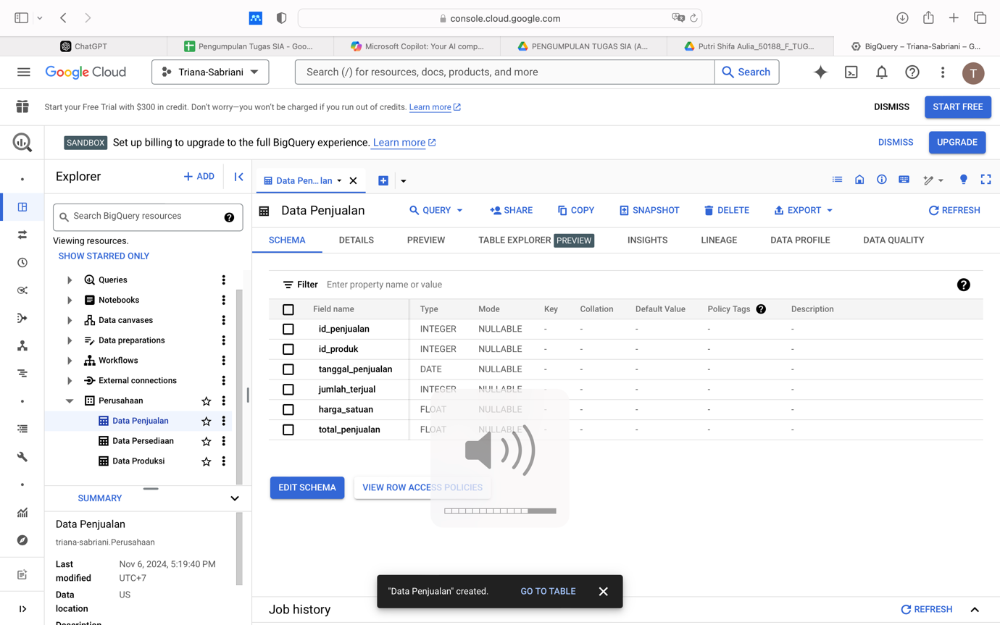 console.cloud.google.com
ChatGPT
Pengumpulan Tugas SIA - Goo...
Microsoft Copilot: Your AI comp...
PENGUMPULAN TUGAS SIA (A...
Putri Shifa Aulia_50188_F_TUG...
BigQuery – Triana-Sabriani – G...
Google Cloud
Triana-Sabriani
Search (/) for resources, docs, products, and more
Search
T
Start your Free Trial with $300 in credit. Don't worry—you won't be charged if you run out of credits. Learn more
DISMISS
START FREE
SANDBOX Set up billing to upgrade to the full BigQuery experience. Learn more
DISMISS
UPGRADE
Explorer
+ ADD
Search BigQuery resources
Viewing resources.
SHOW STARRED ONLY
Queries
Notebooks
Data canvases
Data preparations
Workflows
External connections
Perusahaan
Data Penjualan
Data Persediaan
Data Produksi
SUMMARY
Data Penjualan
triana-sabriani.Perusahaan
Last modified Nov 6, 2024, 5:19:40 PM UTC+7
Data location US
Description
Data Pen... lan
Data Penjualan
QUERY
SHARE
COPY
SNAPSHOT
DELETE
EXPORT
REFRESH
SCHEMA
DETAILS
PREVIEW
TABLE EXPLORER PREVIEW
INSIGHTS
LINEAGE
DATA PROFILE
DATA QUALITY
Filter Enter property name or value
Field name Type Mode Key Collation Default Value Policy Tags Description
id_penjualan INTEGER NULLABLE - - - - -
id_produk INTEGER NULLABLE - - - - -
tanggal_penjualan DATE NULLABLE - - - - -
jumlah_terjual INTEGER NULLABLE - - - - -
harga_satuan FLOAT NULLABLE - - - - -
total_penjualan FLOAT NULLABLE - - - - -
EDIT SCHEMA
VIEW ROW ACCESS POLICIES
"Data Penjualan" created.
GO TO TABLE
Job history
REFRESH